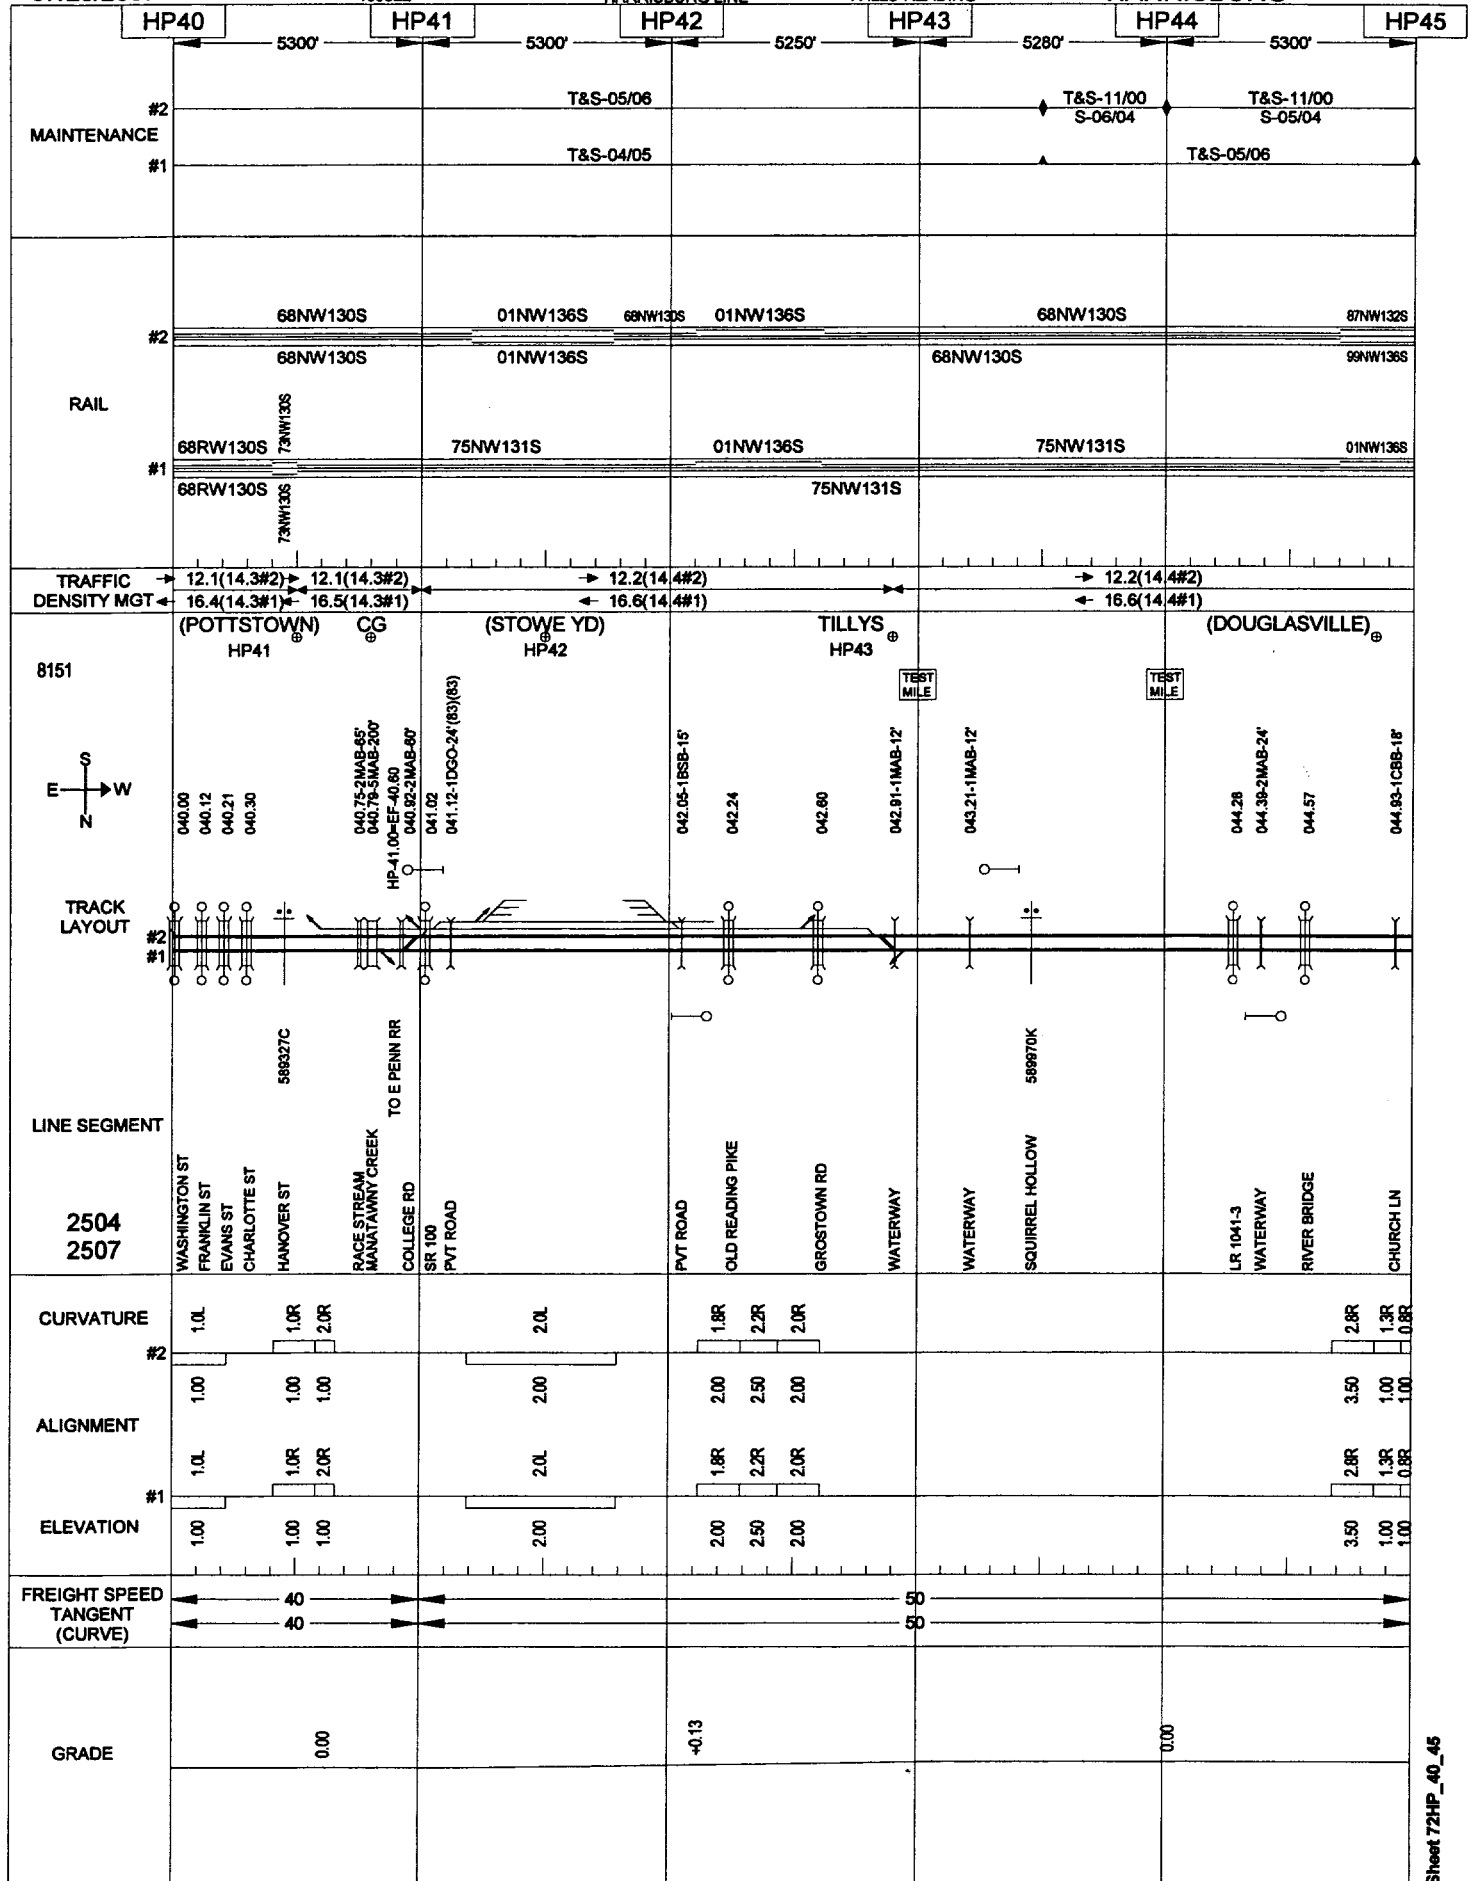 HARRISBURG LINE
HP40 HP41 HP42 HP43 HP44 HP45
5300' 5300' 5250' 5280' 5300'
MAINTENANCE
#2 T&S-05/06 T&S-11/00 T&S-11/00
S-06/04 S-05/04
#1 T&S-04/05 T&S-05/06
RAIL
68NW130S 01NW136S 68NW130S 01NW136S 68NW130S 87NW132S
#2
68NW130S 01NW136S 68NW130S 99NW136S
68RW130S 73NW130S 75NW131S 01NW136S 75NW131S 01NW136S
#1
68RW130S 73NW130S 75NW131S
TRAFFIC 12.1(14.3#2) 12.1(14.3#2) 12.2(14.4#2) 12.2(14.4#2)
DENSITY MGT 16.4(14.3#1) 16.5(14.3#1) 16.6(14.4#1) 16.6(14.4#1)
(POTTSTOWN) CG (STOWE YD) TILLYS (DOUGLASVILLE)
HP41 HP42 HP43
8151
TEST MILE TEST MILE
S
E W
N
040.00
040.12
040.21
040.30
040.75-2MAB-65'
040.79-5MAB-200'
HP-41.00=EF-40.60
040.92-2MAB-60'
041.02
041.12-1DGO-24'(83)(83)
042.05-1BSB-15'
042.24
042.60
042.91-1MAB-12'
043.21-1MAB-12'
044.28
044.39-2MAB-24'
044.57
044.93-1CBB-18'
TRACK
LAYOUT
#2
#1
589327C
TO E PENN RR
589970K
LINE SEGMENT
2504
2507
WASHINGTON ST
FRANKLIN ST
EVANS ST
CHARLOTTE ST
HANOVER ST
RACE STREAM
MANATAWNY CREEK
COLLEGE RD
SR 100
PVT ROAD
PVT ROAD
OLD READING PIKE
GROSTOWN RD
WATERWAY
WATERWAY
SQUIRREL HOLLOW
LR 1041-3
WATERWAY
RIVER BRIDGE
CHURCH LN
CURVATURE
1.0L 1.0R 2.0R 2.0L 1.8R 2.2R 2.0R 2.8R 1.3R 0.8R
#2
1.00 1.00 1.00 2.00 2.00 2.50 2.00 3.50 1.00 1.00
ALIGNMENT
1.0L 1.0R 2.0R 2.0L 1.8R 2.2R 2.0R 2.8R 1.3R 0.8R
#1
ELEVATION
1.00 1.00 1.00 2.00 2.00 2.50 2.00 3.50 1.00 1.00
FREIGHT SPEED
TANGENT
(CURVE)
40 50
40 50
GRADE
0.00 +0.13 0.00
Sheet 72HP_40_45